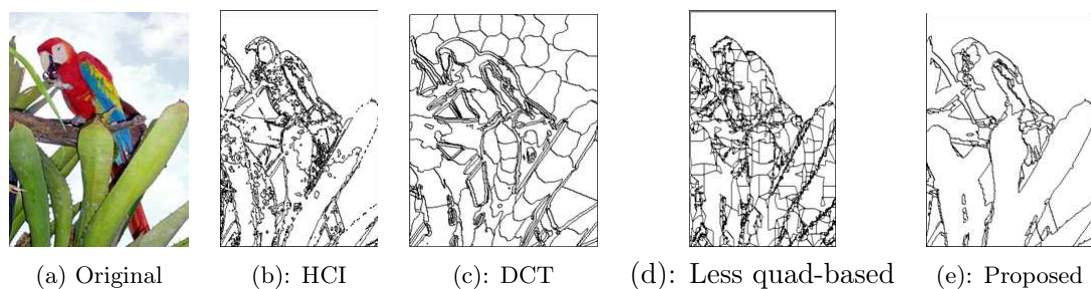 (a) Original
(b): HCI
(c): DCT
(d): Less quad-based
(e): Proposed